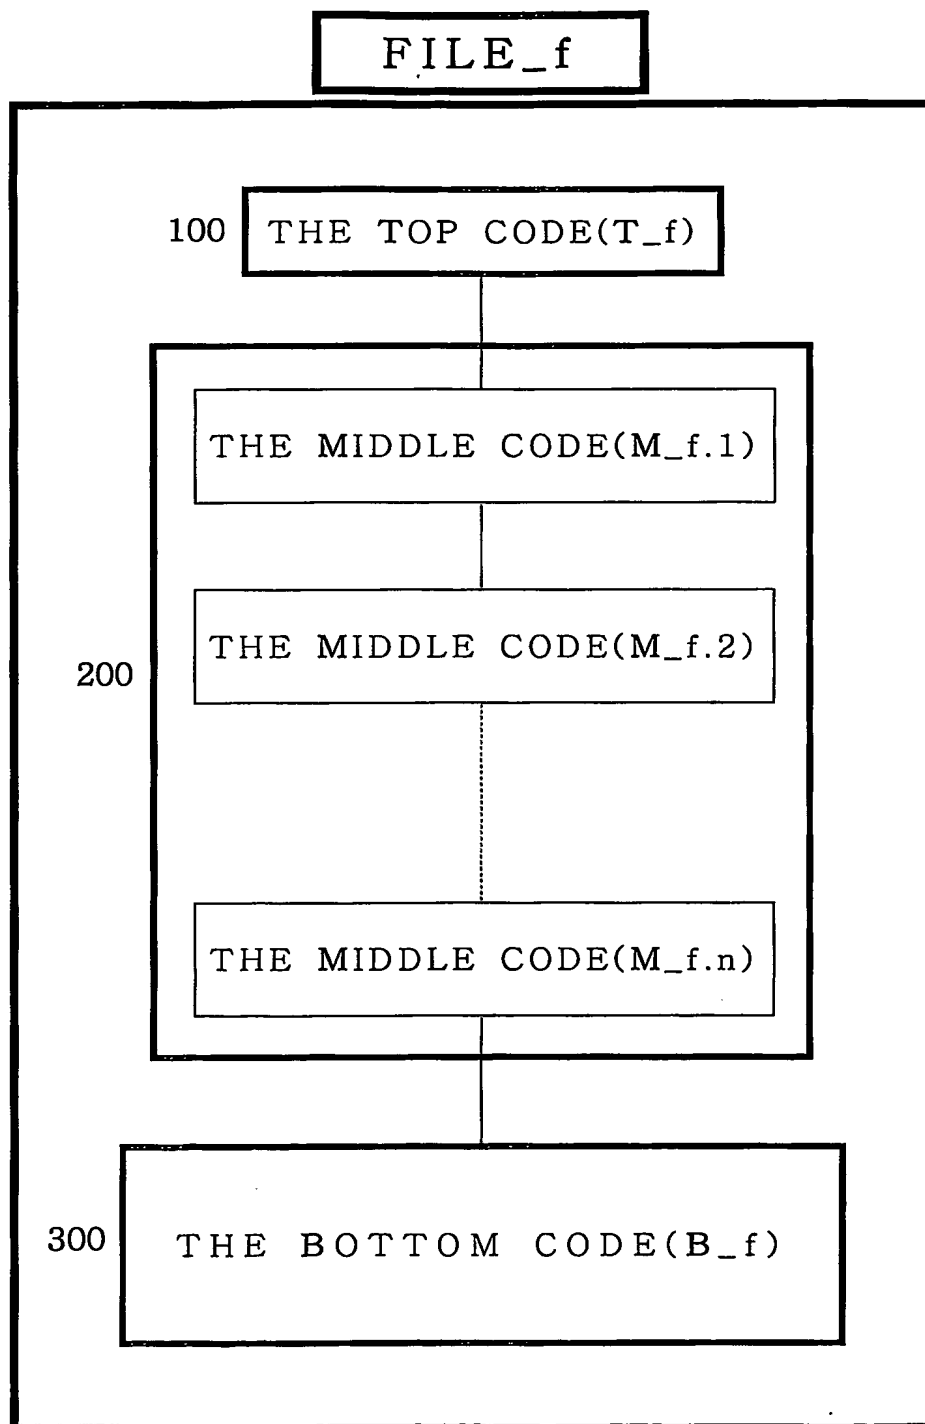 FILE_f
100
THE TOP CODE(T_f)
THE MIDDLE CODE(M_f.1)
THE MIDDLE CODE(M_f.2)
200
THE MIDDLE CODE(M_f.n)
300
THE BOTTOM CODE(B_f)